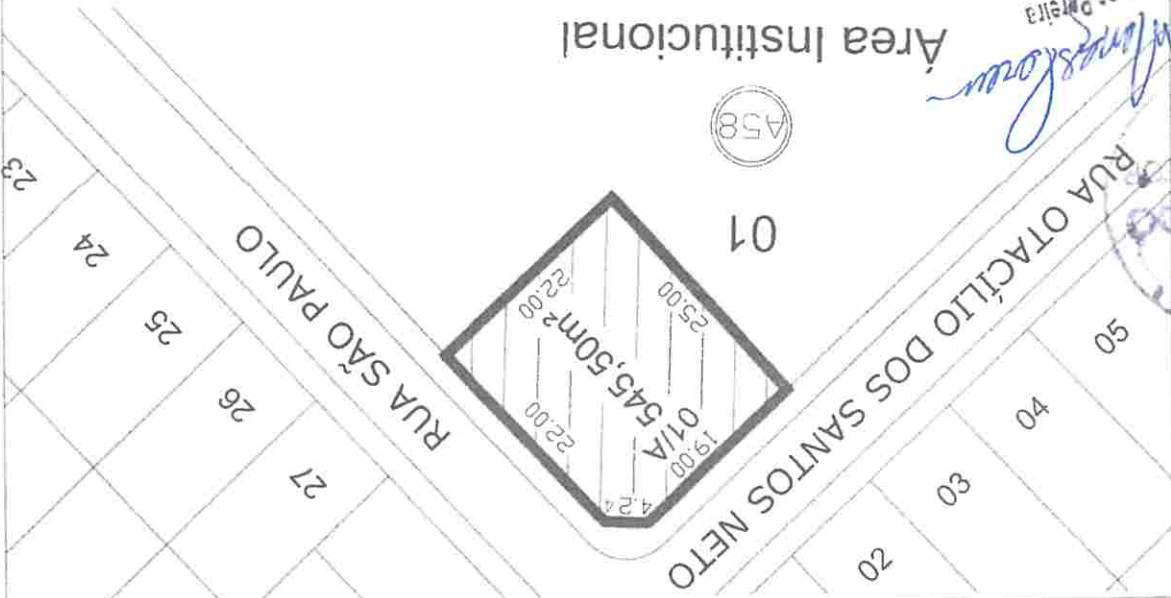 Pereira
Área Institucional
A58
01
RUA OTACÍLIO DOS SANTOS NETO
RUA SÃO PAULO
23
24
25
26
27
22.00
25.00
545,50m²
01/A
22.00
19.00
4.24
05
04
03
02